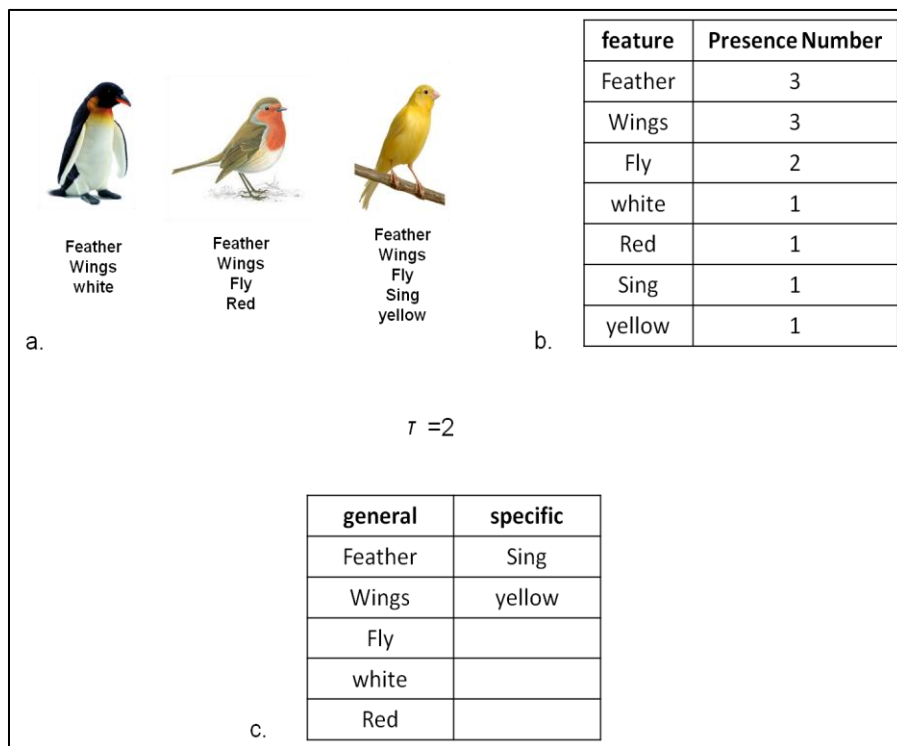 Feather
Wings
white
Feather
Wings
Fly
Red
Feather
Wings
Fly
Sing
yellow
a.
feature Presence Number
Feather 3
Wings 3
Fly 2
white 1
Red 1
Sing 1
yellow 1
b.
τ =2
general specific
Feather Sing
Wings yellow
Fly
white
Red
c.